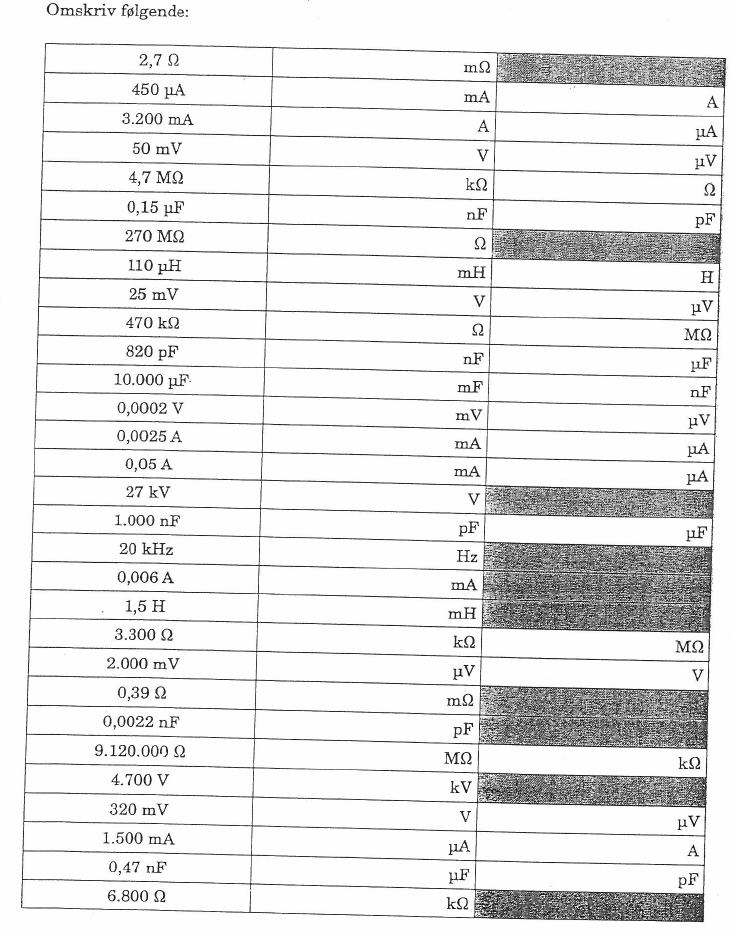 Omskriv følgende:
2,7 Ω mΩ
450 µA mA A
3.200 mA A µA
50 mV V µV
4,7 MΩ kΩ Ω
0,15 µF nF pF
270 MΩ Ω
110 µH mH H
25 mV V µV
470 kΩ Ω MΩ
820 pF nF µF
10.000 µF mF nF
0,0002 V mV µV
0,0025 A mA µA
0,05 A mA µA
27 kV V
1.000 nF pF µF
20 kHz Hz
0,006 A mA
1,5 H mH
3.300 Ω kΩ MΩ
2.000 mV µV V
0,39 Ω mΩ
0,0022 nF pF
9.120.000 Ω MΩ kΩ
4.700 V kV
320 mV V µV
1.500 mA µA A
0,47 nF µF pF
6.800 Ω kΩ